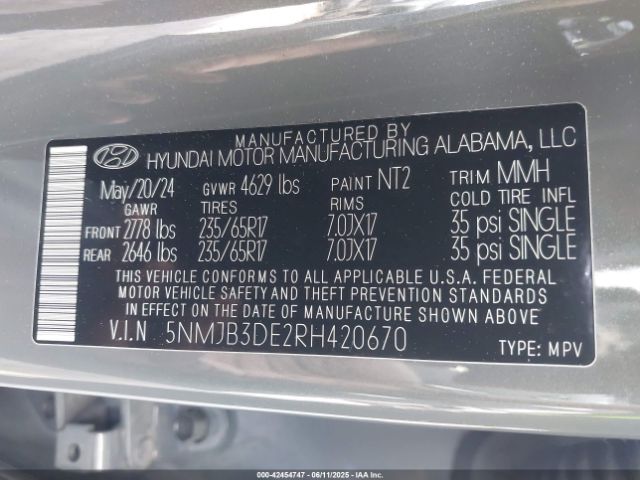 MANUFACTURED BY
HYUNDAI MOTOR MANUFACTURING ALABAMA, LLC
May/20/24 GVWR 4629 lbs PAINT NT2 TRIM MMH
GAWR TIRES RIMS COLD TIRE INFL
FRONT 2778 lbs 235/65R17 7.0JX17 35 psi SINGLE
REAR 2646 lbs 235/65R17 7.0JX17 35 psi SINGLE
THIS VEHICLE CONFORMS TO ALL APPLICABLE U.S.A. FEDERAL
MOTOR VEHICLE SAFETY AND THEFT PREVENTION STANDARDS
IN EFFECT ON THE DATE OF MANUFACTURE SHOWN ABOVE.
V.I.N 5NMJB3DE2RH420670
TYPE: MPV
000-42454747 - 06/11/2025 - IAAI.COM